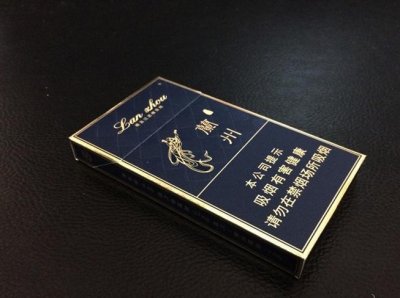 Lan Zhou
蘭州
本公司提示
吸烟有害健康
请勿在禁烟场所吸烟